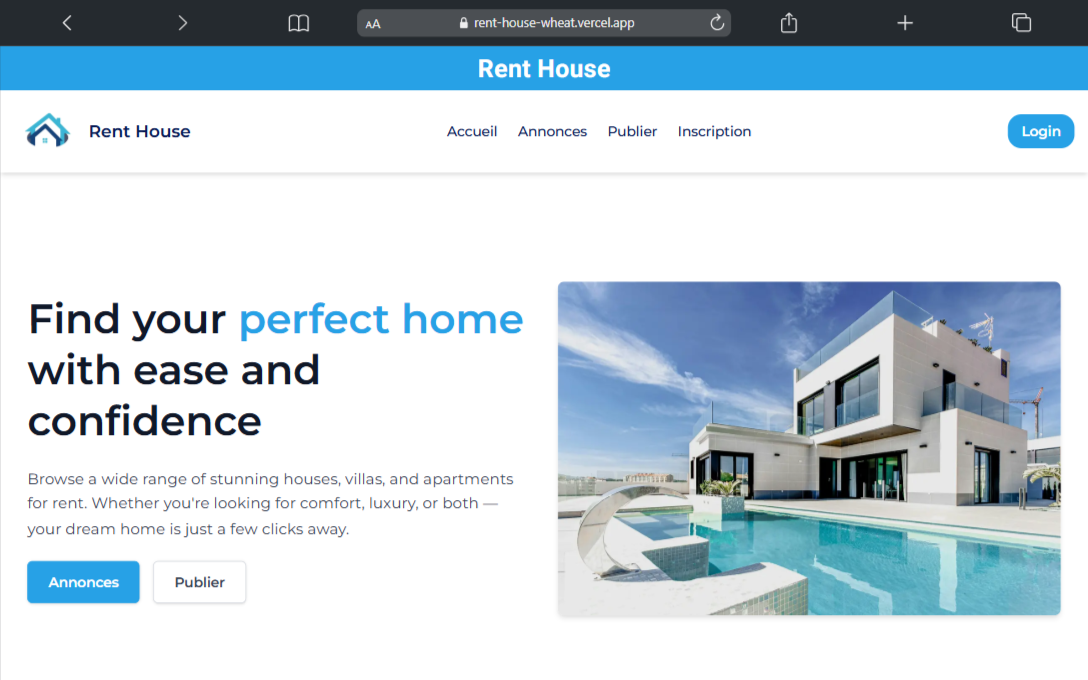 AA
rent-house-wheat.vercel.app
Rent House
Rent House
Accueil
Annonces
Publier
Inscription
Login
Find your perfect home
with ease and
confidence
Browse a wide range of stunning houses, villas, and apartments
for rent. Whether you're looking for comfort, luxury, or both —
your dream home is just a few clicks away.
Annonces
Publier